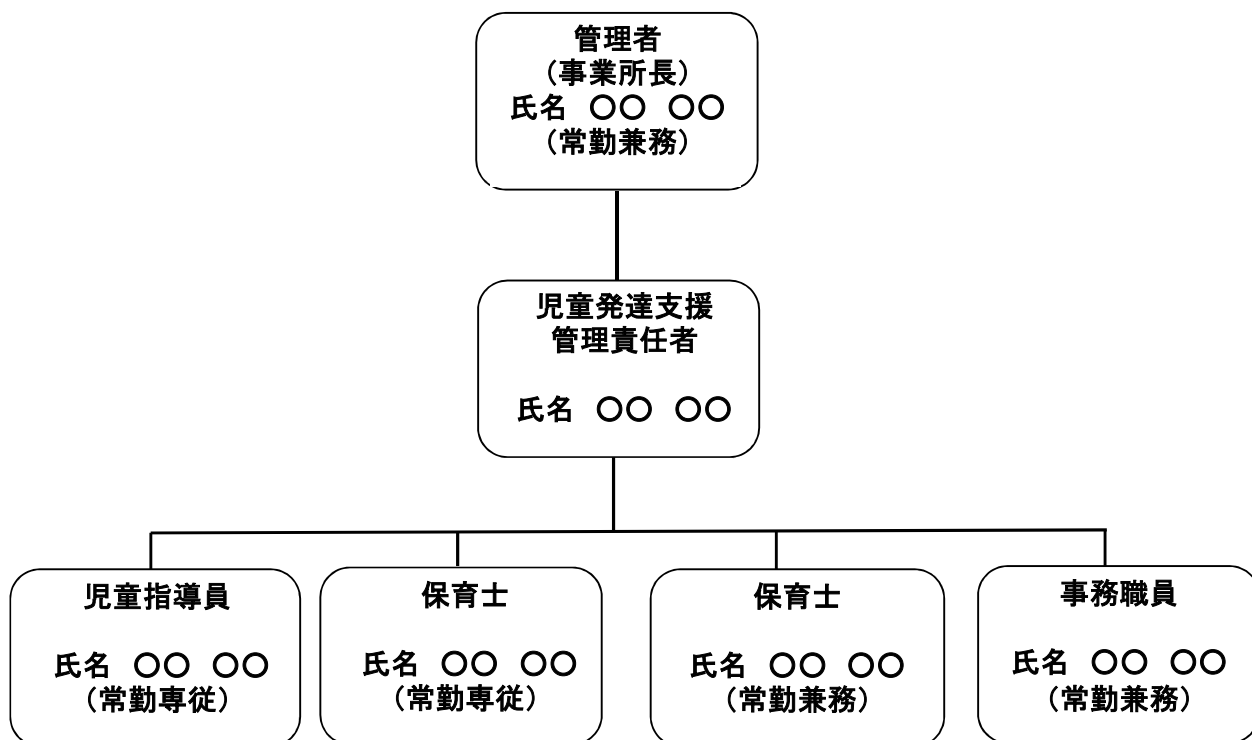 管理者
（事業所長）
氏名 〇〇 〇〇
（常勤兼務）
児童発達支援
管理責任者
氏名 〇〇 〇〇
児童指導員
氏名 〇〇 〇〇
（常勤専従）
保育士
氏名 〇〇 〇〇
（常勤専従）
保育士
氏名 〇〇 〇〇
（常勤兼務）
事務職員
氏名 〇〇 〇〇
（常勤兼務）